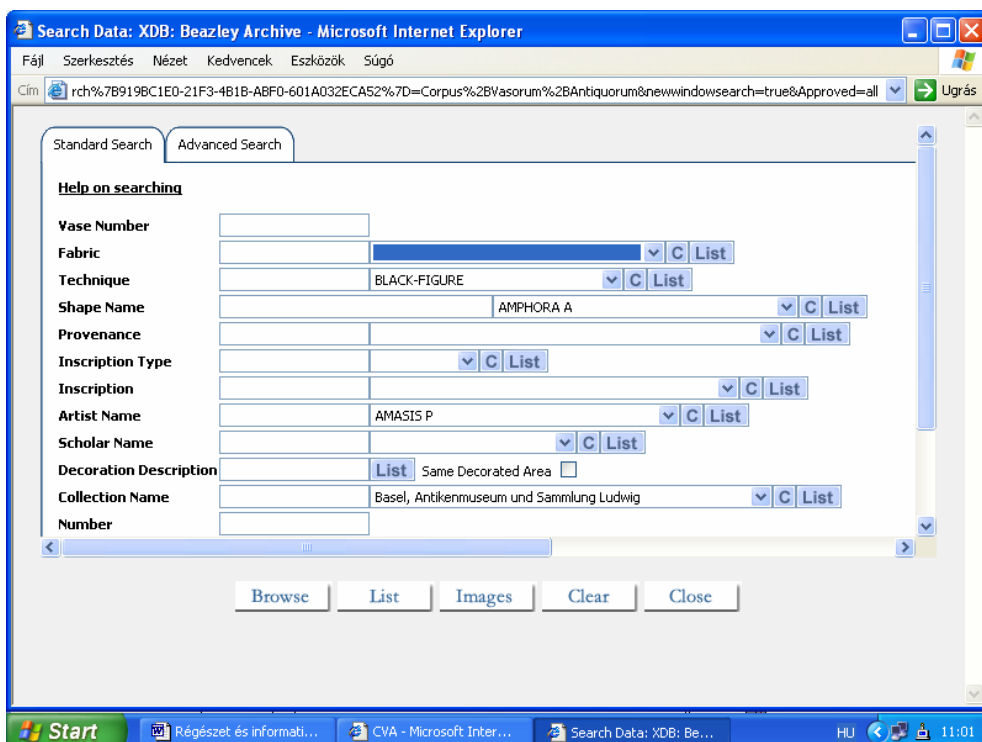 Search Data: XDB: Beazley Archive - Microsoft Internet Explorer
Fájl Szerkesztés Nézet Kedvencek Eszközök Súgó
Cím rch%7B919BC1E0-21F3-4B1B-ABF0-601A032ECA52%7D=Corpus%2BVasorum%2BAntiquorum&newwindowsearch=true&Approved=all Ugrás
Standard Search Advanced Search
Help on searching
Vase Number
Fabric C List
Technique BLACK-FIGURE C List
Shape Name AMPHORA A C List
Provenance C List
Inscription Type C List
Inscription C List
Artist Name AMASIS P C List
Scholar Name C List
Decoration Description List Same Decorated Area
Collection Name Basel, Antikenmuseum und Sammlung Ludwig C List
Number
Browse List Images Clear Close
Start Régészet és informati... CVA - Microsoft Inter... Search Data: XDB: Be... HU 11:01